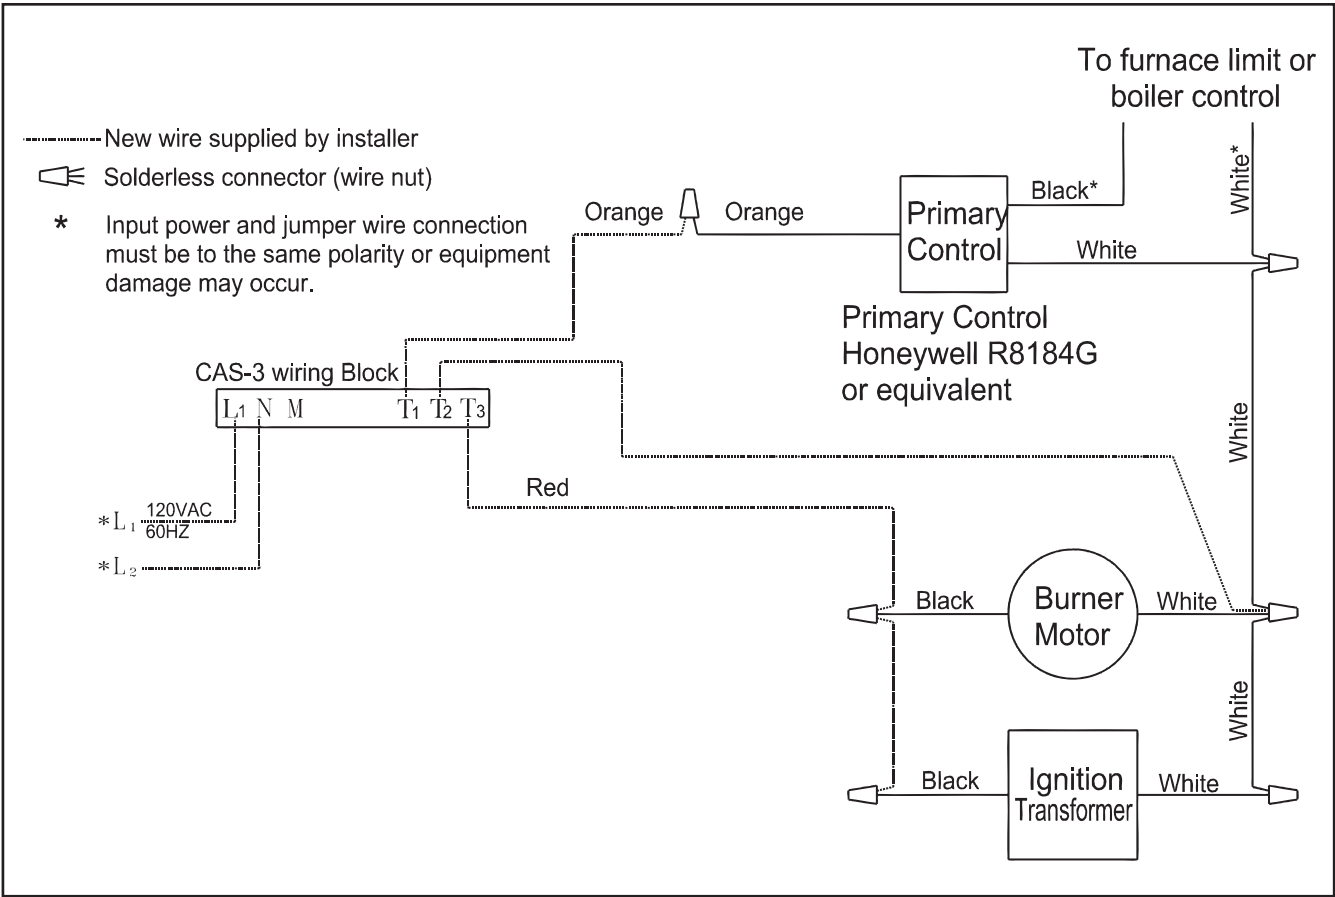 To furnace limit or
boiler control
New wire supplied by installer
Solderless connector (wire nut)
* Input power and jumper wire connection
must be to the same polarity or equipment
damage may occur.
Orange
Orange
Primary
Control
Black*
White*
White
Primary Control
Honeywell R8184G
or equivalent
CAS-3 wiring Block
L1 N M T1 T2 T3
White
Red
*L1 120VAC
60HZ
*L2
Black
Burner
Motor
White
White
Black
Ignition
Transformer
White